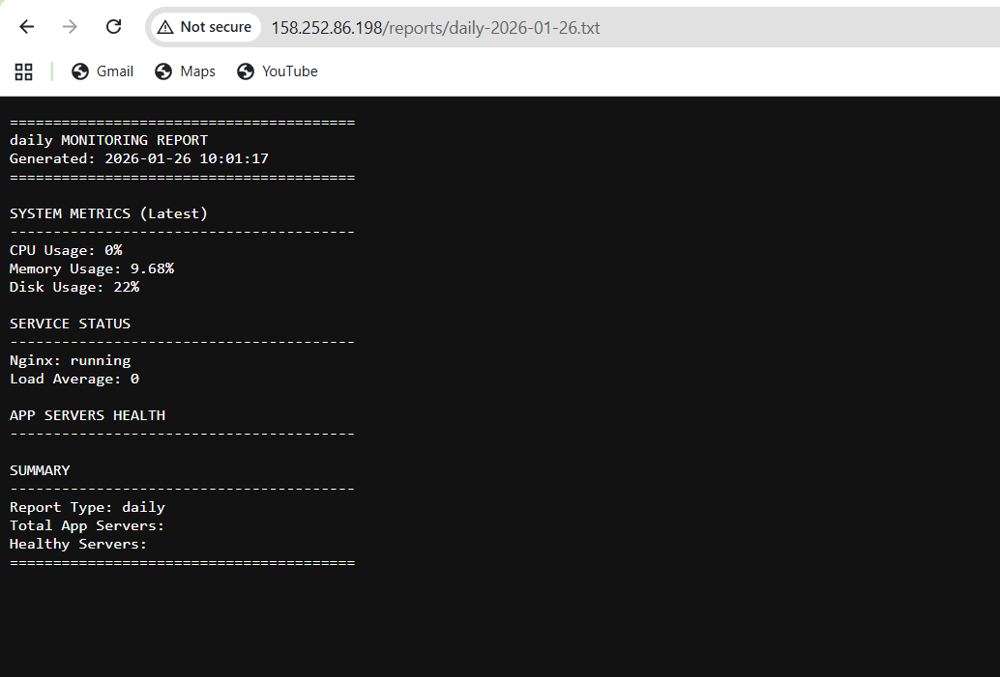 Not secure 158.252.86.198/reports/daily-2026-01-26.txt
Gmail Maps YouTube
========================================
daily MONITORING REPORT
Generated: 2026-01-26 10:01:17
========================================
SYSTEM METRICS (Latest)
----------------------------------------
CPU Usage: 0%
Memory Usage: 9.68%
Disk Usage: 22%
SERVICE STATUS
----------------------------------------
Nginx: running
Load Average: 0
APP SERVERS HEALTH
----------------------------------------
SUMMARY
----------------------------------------
Report Type: daily
Total App Servers:
Healthy Servers:
========================================